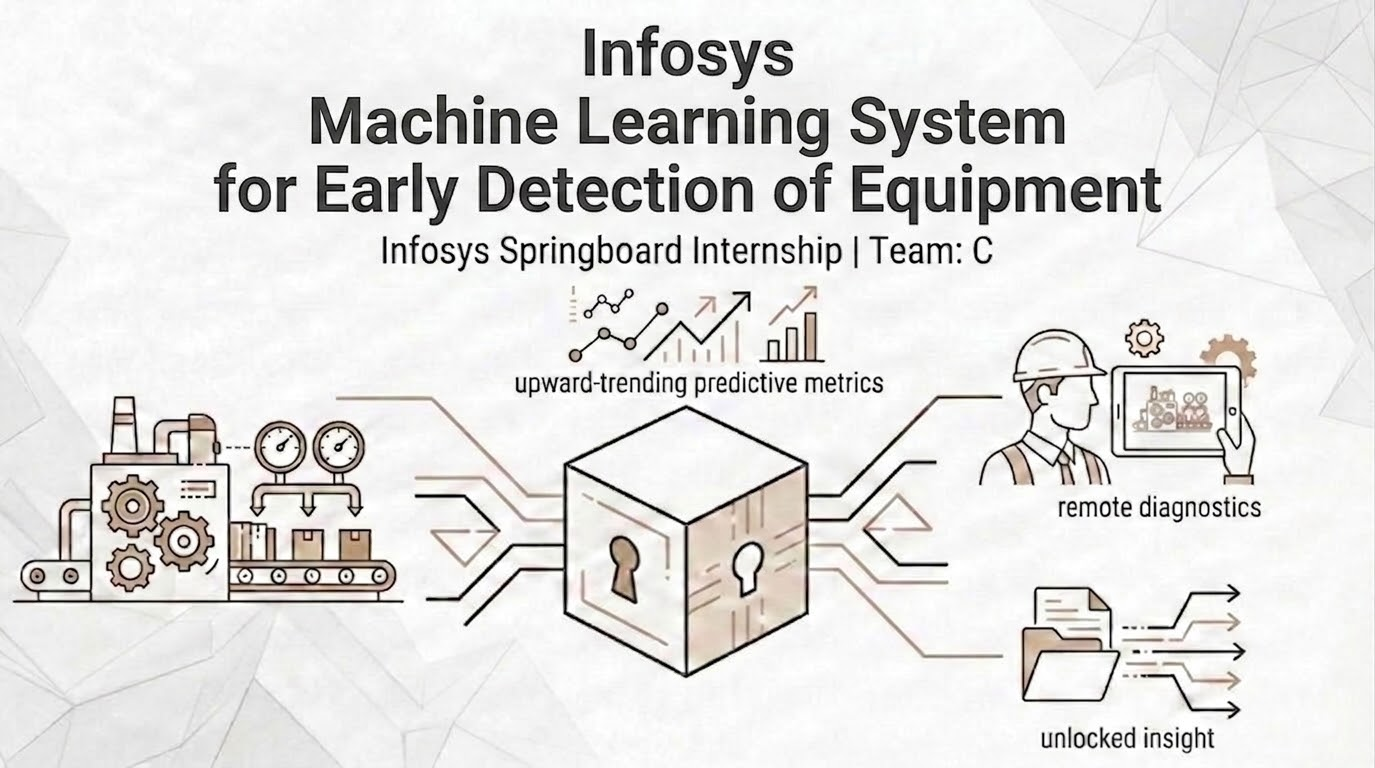 Infosys
Machine Learning System
for Early Detection of Equipment
Infosys Springboard Internship | Team: C
upward-trending predictive metrics
remote diagnostics
unlocked insight